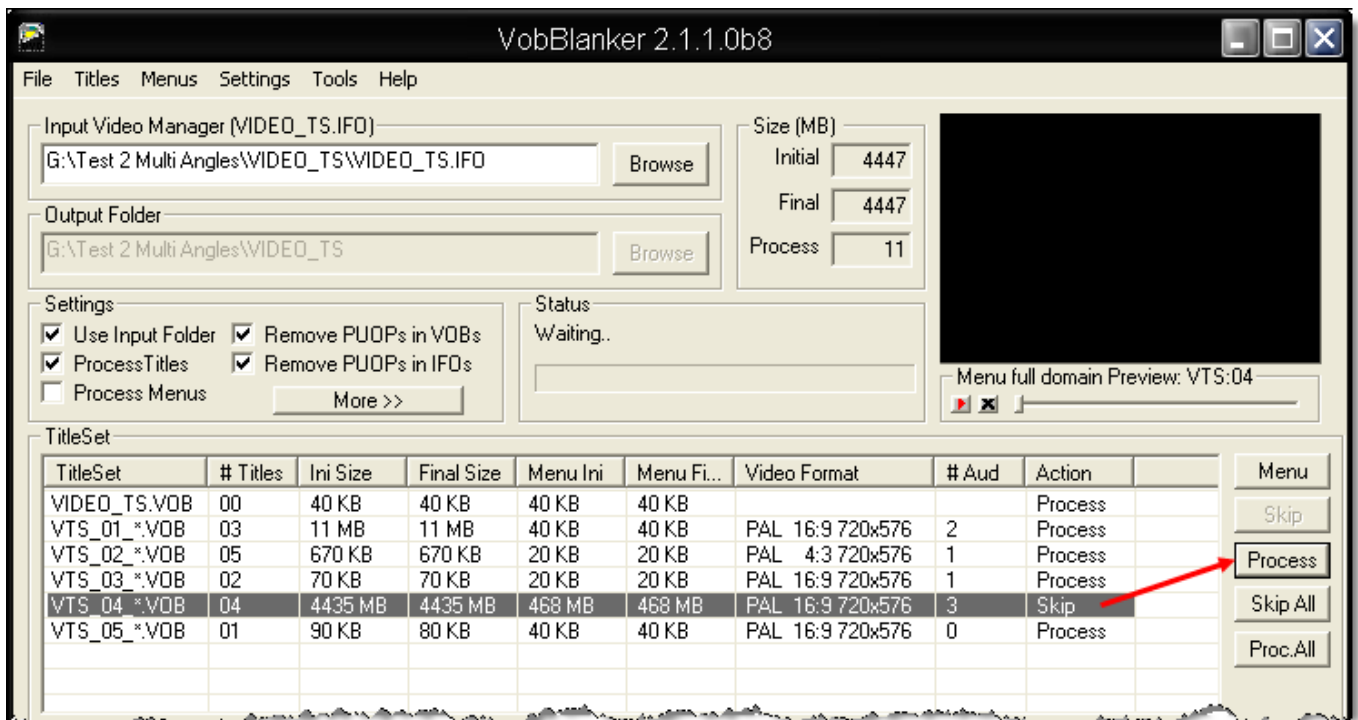 VobBlanker 2.1.1.0b8
File Titles Menus Settings Tools Help
Input Video Manager (VIDEO_TS.IFO)
G:\Test 2 Multi Angles\VIDEO_TS\VIDEO_TS.IFO Browse
Output Folder
G:\Test 2 Multi Angles\VIDEO_TS Browse
Size (MB)
Initial 4447
Final 4447
Process 11
Settings
Use Input Folder Remove PUOPs in VOBs
ProcessTitles Remove PUOPs in IFOs
Process Menus More >>
Status
Waiting..
Menu full domain Preview: VTS:04
TitleSet
TitleSet # Titles Ini Size Final Size Menu Ini Menu Fi... Video Format # Aud Action
VIDEO_TS.VOB 00 40 KB 40 KB 40 KB 40 KB Process
VTS_01_*.VOB 03 11 MB 11 MB 40 KB 40 KB PAL 16:9 720x576 2 Process
VTS_02_*.VOB 05 670 KB 670 KB 20 KB 20 KB PAL 4:3 720x576 1 Process
VTS_03_*.VOB 02 70 KB 70 KB 20 KB 20 KB PAL 16:9 720x576 1 Process
VTS_04_*.VOB 04 4435 MB 4435 MB 468 MB 468 MB PAL 16:9 720x576 3 Skip
VTS_05_*.VOB 01 90 KB 80 KB 40 KB 40 KB PAL 16:9 720x576 0 Process
Menu
Skip
Process
Skip All
Proc.All